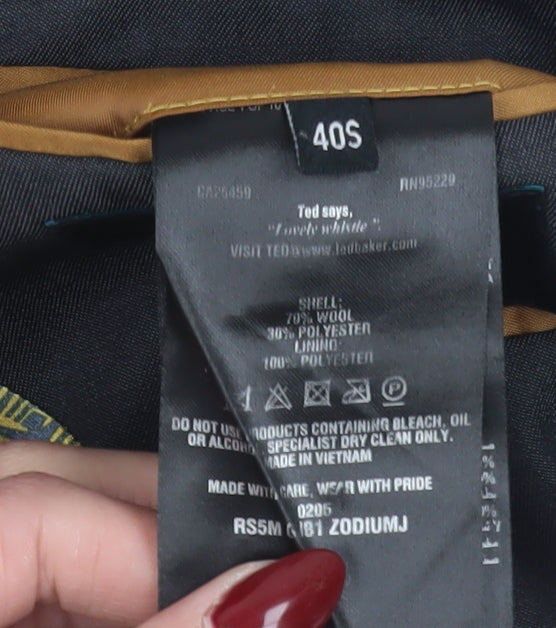 40S
CA25459 RN95229
Ted says,
"Lovely whistle".
VISIT TED www.tedbaker.com
SHELL:
70% WOOL
30% POLYESTER
LINING:
100% POLYESTER
P
DO NOT USE PRODUCTS CONTAINING BLEACH, OIL
OR ALCOHOL. SPECIALIST DRY CLEAN ONLY.
MADE IN VIETNAM
MADE WITH CARE, WEAR WITH PRIDE
0205
RS5M ZODIUMJ